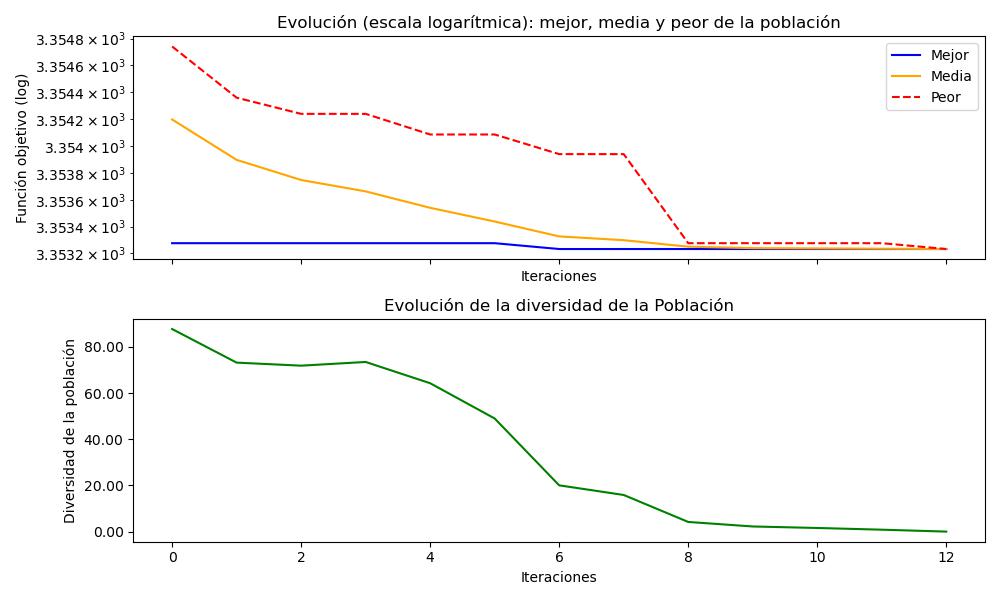 Evolución (escala logarítmica): mejor, media y peor de la población
Función objetivo (log)
3.3548 × 10³
3.3546 × 10³
3.3544 × 10³
3.3542 × 10³
3.354 × 10³
3.3538 × 10³
3.3536 × 10³
3.3534 × 10³
3.3532 × 10³
Mejor
Media
Peor
Iteraciones
Evolución de la diversidad de la Población
Diversidad de la población
80.00
60.00
40.00
20.00
0.00
0 2 4 6 8 10 12
Iteraciones